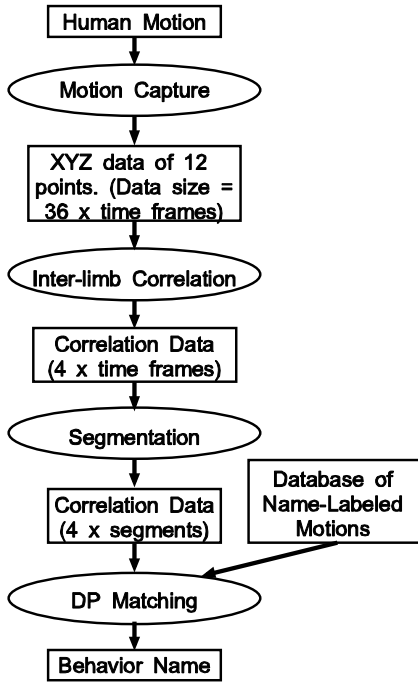 Human Motion
Motion Capture
XYZ data of 12
points. (Data size =
36 x time frames)
Inter-limb Correlation
Correlation Data
(4 x time frames)
Segmentation
Correlation Data
(4 x segments)
Database of
Name-Labeled
Motions
DP Matching
Behavior Name